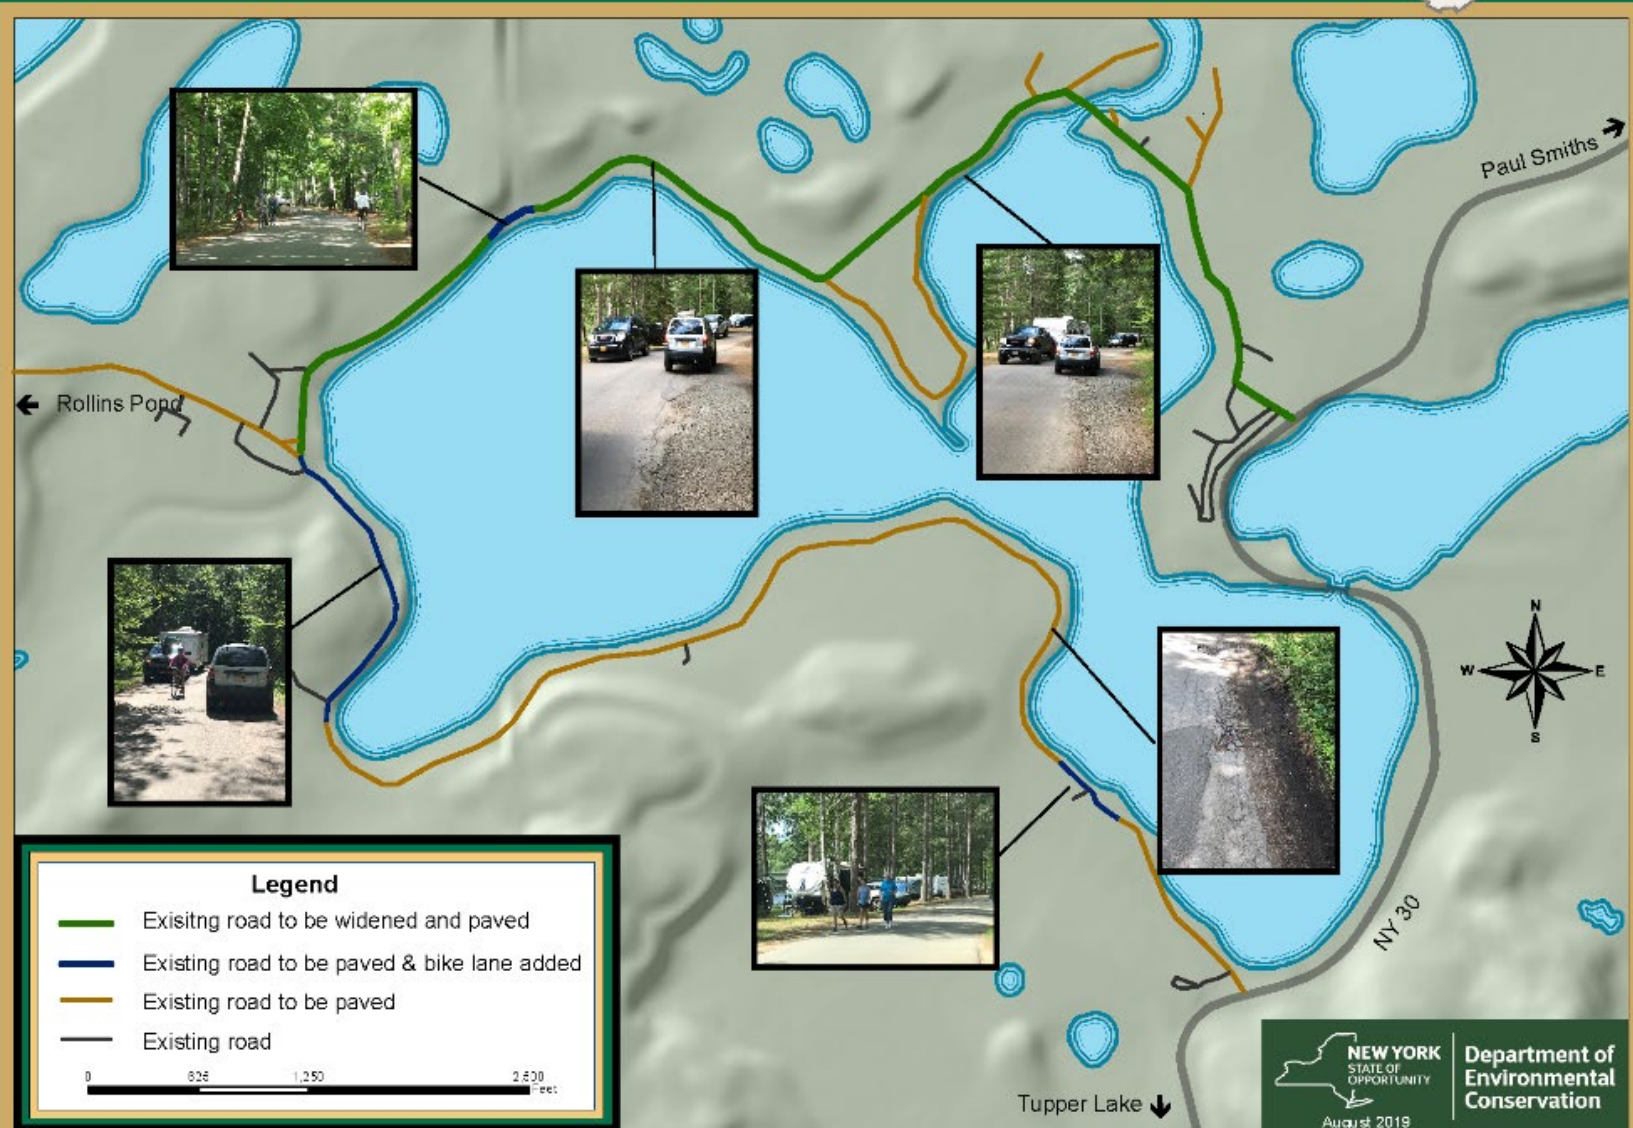 Paul Smiths
Rollins Pond
NY 30
Legend
Exisitng road to be widened and paved
Existing road to be paved & bike lane added
Existing road to be paved
Existing road
0 625 1,250 2,500
Feet
N
W E
S
Tupper Lake
NEW YORK
STATE OF
OPPORTUNITY
Department of
Environmental
Conservation
August 2019